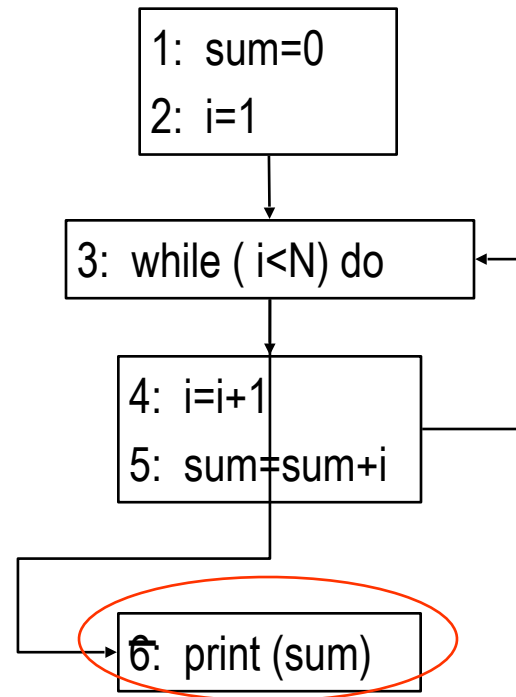 1: sum=0
2: i=1
3: while ( i<N) do
4: i=i+1
5: sum=sum+i
6: print (sum)